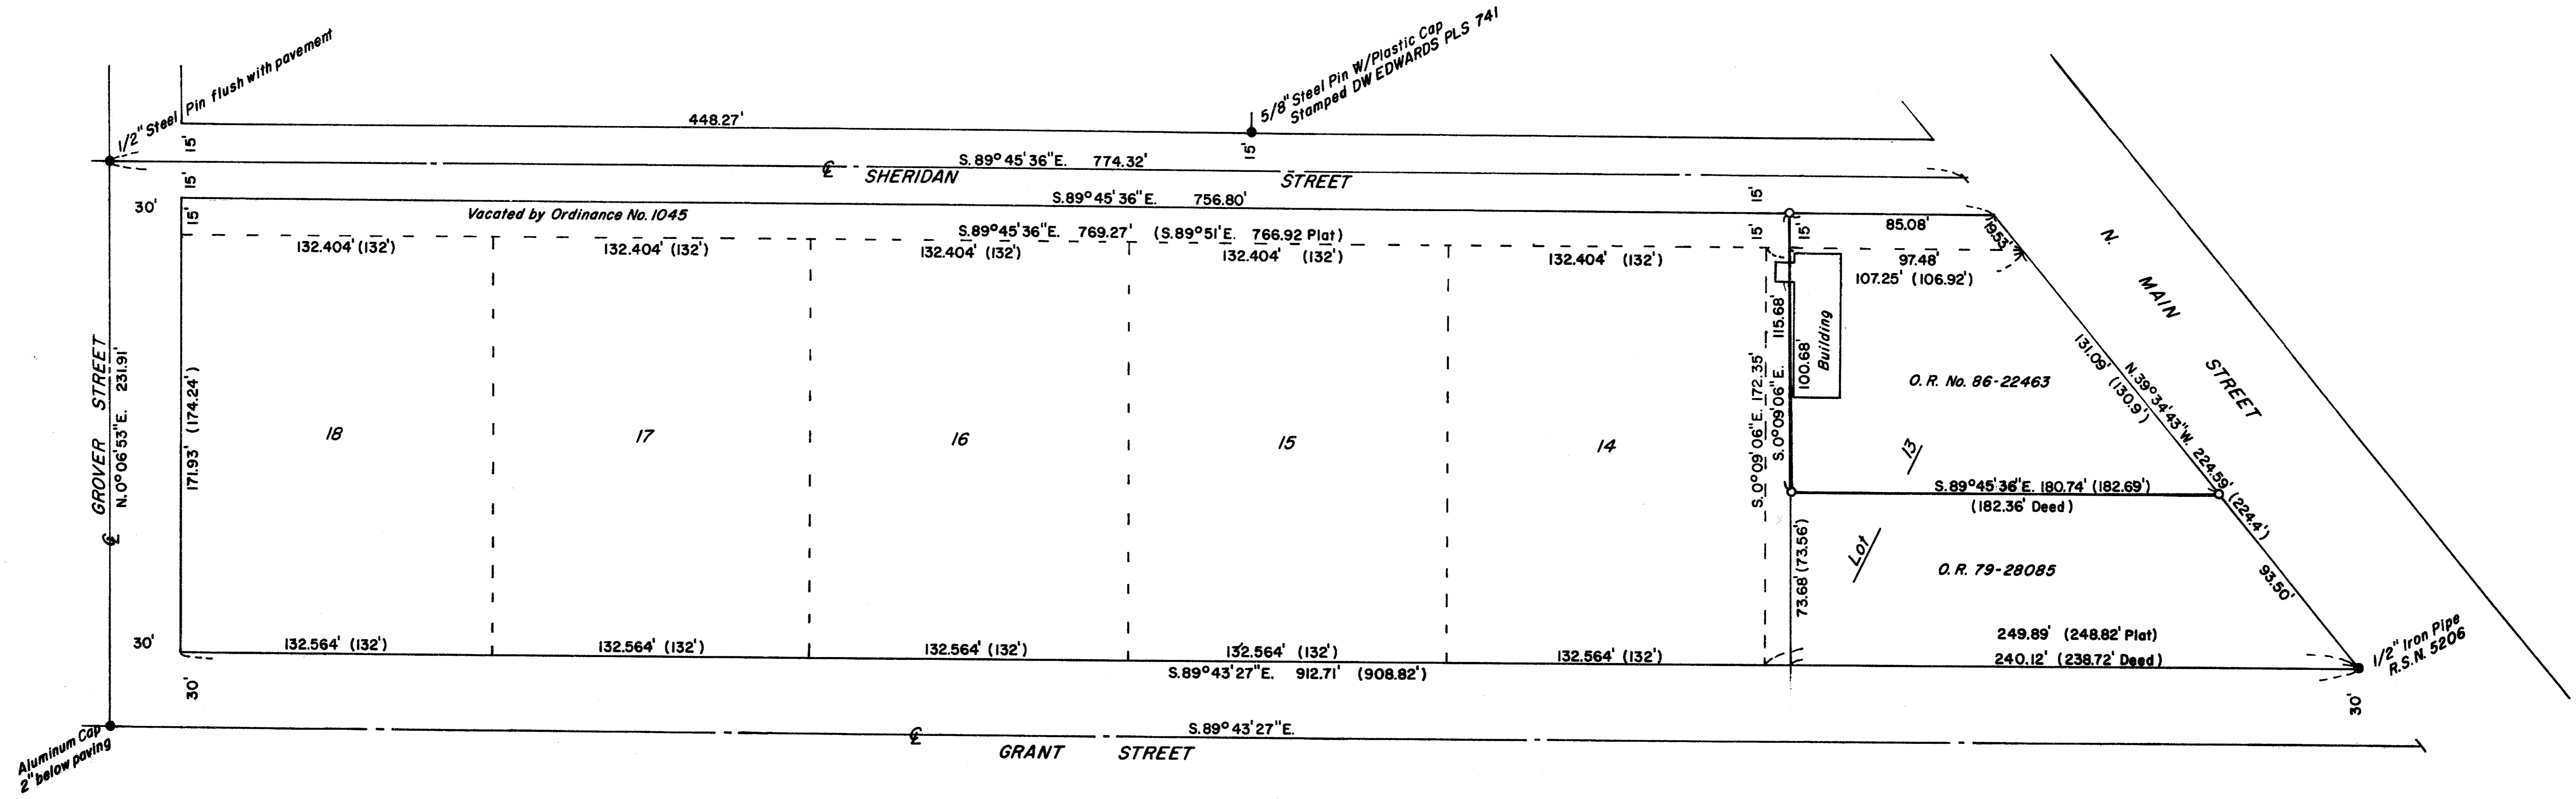 1/2" Steel Pin flush with pavement
5/8" Steel Pin W/Plastic Cap
Stamped DW EDWARDS PLS 741
448.27'
15'
15'
S.89°45'36"E. 774.32'
℄ SHERIDAN STREET
15'
30'
15'
S.89°45'36"E. 756.80'
15'
Vacated by Ordinance No. 1045
S.89°45'36"E. 769.27' (S.89°51'E. 766.92 Plat)
15'
15'
85.08'
19.53'
132.404' (132')
132.404' (132')
132.404' (132')
132.404' (132')
132.404' (132')
97.48'
107.25' (106.92')
N. MAIN STREET
GROVER STREET
N.0°06'53"E. 231.91'
℄
171.93' (174.24')
18
17
16
15
14
S.0°09'06"E. 172.35'
S.0°09'06"E. 115.68'
100.68'
Building
O.R. No. 86-22463
131.09' (130.9')
N.39°34'43"W. 224.59' (224.4')
13
S.89°45'36"E. 180.74' (182.69')
(182.36' Deed)
73.68' (73.56')
Lot
O.R. 79-28085
93.50'
30'
132.564' (132')
132.564' (132')
132.564' (132')
132.564' (132')
132.564' (132')
249.89' (248.82' Plat)
240.12' (238.72' Deed)
1/2" Iron Pipe
R.S.N. 5206
S.89°43'27"E. 912.71' (908.82')
30'
30'
S.89°43'27"E.
℄ GRANT STREET
Aluminum Cap
2" below paving